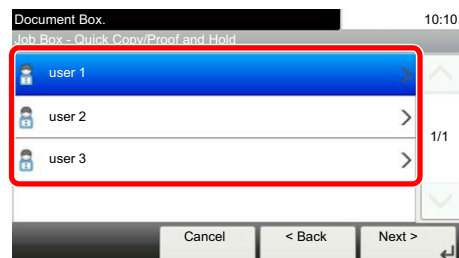 Document Box.
10:10
Job Box - Quick Copy/Proof and Hold
user 1
user 2
1/1
user 3
Cancel
< Back
Next >